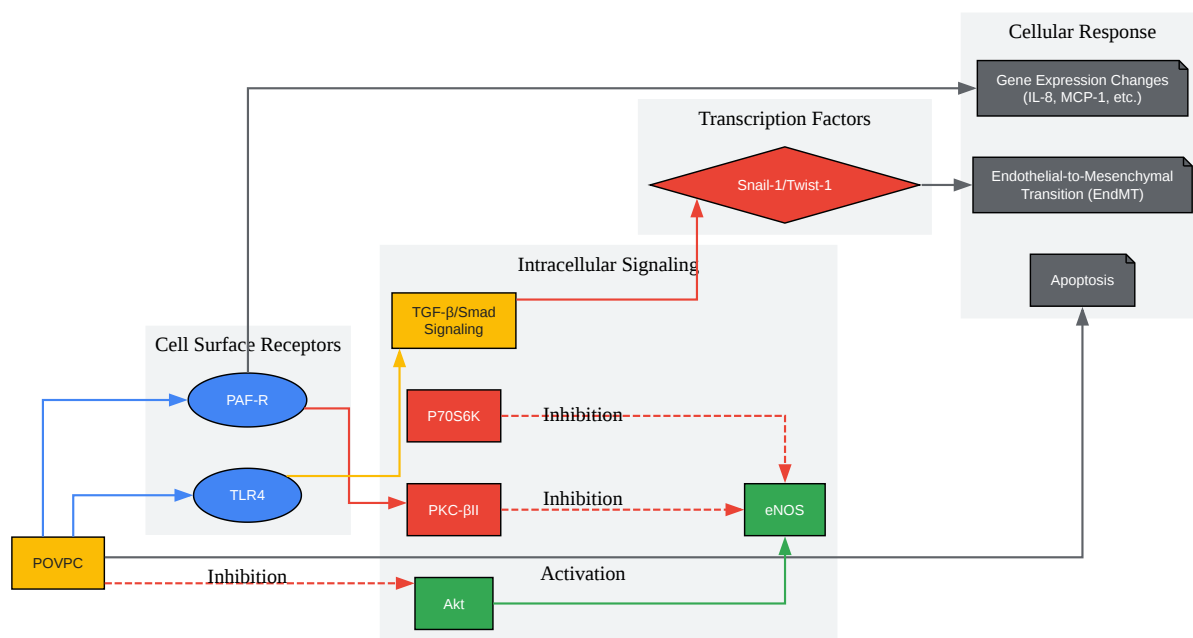 Cellular Response
Gene Expression Changes
(IL-8, MCP-1, etc.)
Transcription Factors
Snail-1/Twist-1
Endothelial-to-Mesenchymal
Transition (EndMT)
Intracellular Signaling
Apoptosis
TGF-β/Smad
Signaling
Cell Surface Receptors
PAF-R
P70S6K
Inhibition
TLR4
PKC-βII
Inhibition
eNOS
POVPC
Inhibition
Activation
Akt